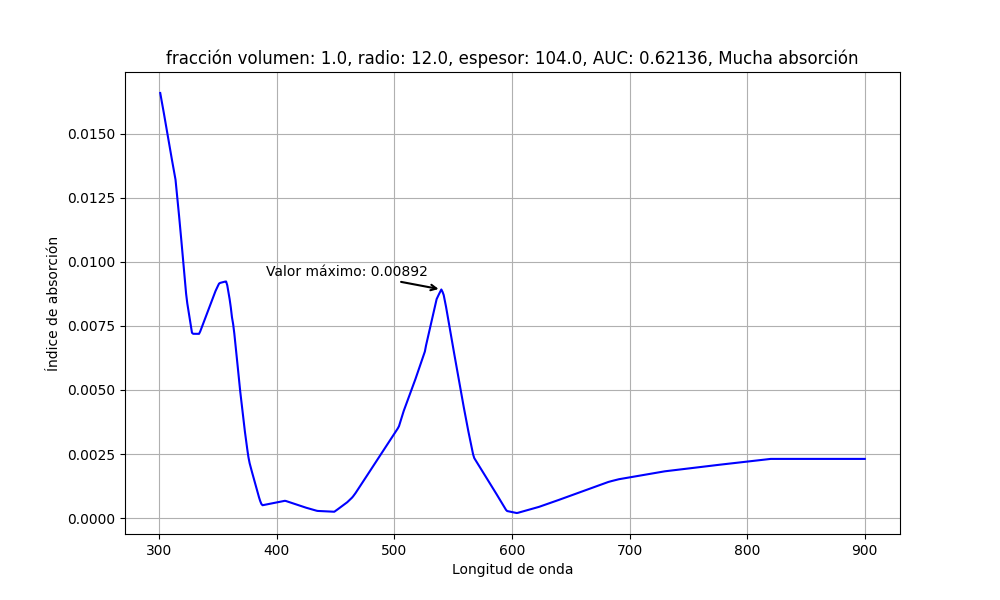 fracción volumen: 1.0, radio: 12.0, espesor: 104.0, AUC: 0.62136, Mucha absorción
0.0150
0.0125
0.0100
0.0075
0.0050
0.0025
0.0000
Índice de absorción
Valor máximo: 0.00892
300 400 500 600 700 800 900
Longitud de onda